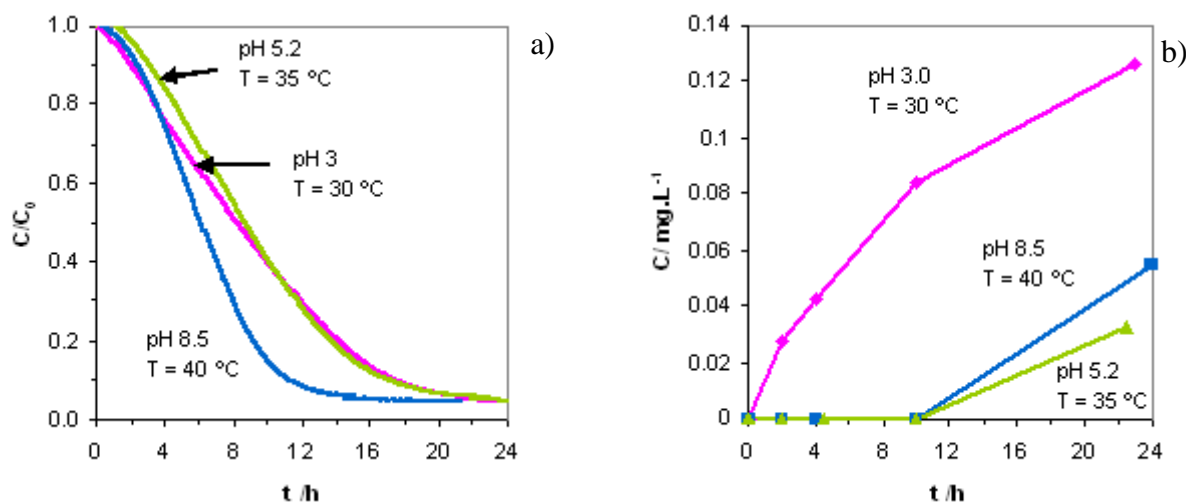 a)
1.0
0.8
0.6
0.4
0.2
0.0
C/C0
pH 5.2
T = 35 °C
pH 3
T = 30 °C
pH 8.5
T = 40 °C
0 4 8 12 16 20 24
t /h
b)
0.14
0.12
0.10
0.08
0.06
0.04
0.02
0
C/ mg.L-1
pH 3.0
T = 30 °C
pH 8.5
T = 40 °C
pH 5.2
T = 35 °C
0 4 8 12 16 20 24
t /h